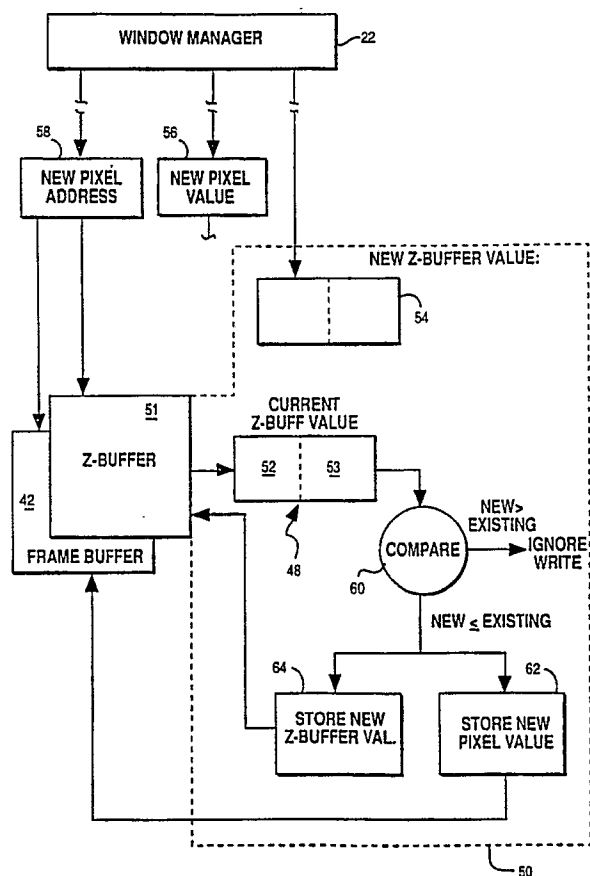 WINDOW MANAGER
22
58
56
NEW PIXEL
ADDRESS
NEW PIXEL
VALUE
NEW Z-BUFFER VALUE:
54
51
Z-BUFFER
CURRENT
Z-BUFF VALUE
52
53
42
FRAME BUFFER
48
COMPARE
60
NEW>
EXISTING
IGNORE
WRITE
NEW ≤ EXISTING
64
STORE NEW
Z-BUFFER VAL.
62
STORE NEW
PIXEL VALUE
50